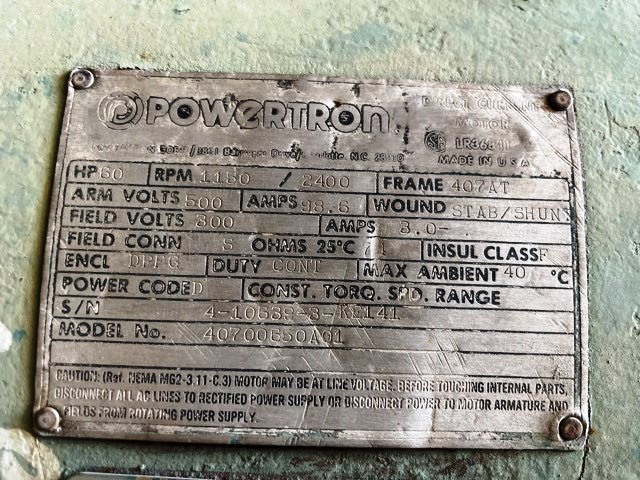 POWERTRON
DIRECT CURRENT
MOTOR
LR36841
MADE IN U.S.A.
HP 60 RPM 1150 / 2400 FRAME 407AT
ARM VOLTS 500 AMPS 98.6 WOUND STAB/SHUN
FIELD VOLTS 300 AMPS 3.0-
FIELD CONN S OHMS 25°C INSUL CLASS F
ENCL DPFG DUTY CONT MAX AMBIENT 40 °C
POWER CODE D CONST. TORQ. SPD. RANGE
S/N
MODEL No. 40700650A01
CAUTION: (Ref. NEMA MG2-3.11-C.3) MOTOR MAY BE AT LINE VOLTAGE. BEFORE TOUCHING INTERNAL PARTS,
DISCONNECT ALL AC LINES TO RECTIFIED POWER SUPPLY OR DISCONNECT POWER TO MOTOR ARMATURE AND
FIELDS FROM ROTATING POWER SUPPLY.